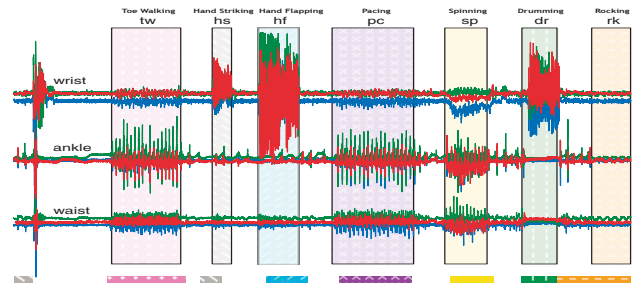 Toe Walking Hand Striking Hand Flapping Pacing Spinning Drumming Rocking
tw hs hf pc sp dr rk
wrist
ankle
waist